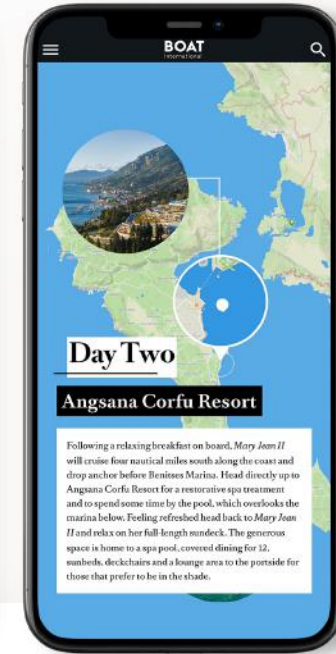 BOAT
International
Day Two
Angsana Corfu Resort
Following a relaxing breakfast on board, Mary Jean II
will cruise four nautical miles south along the coast and
drop anchor before Benitses Marina. Head directly up to
Angsana Corfu Resort for a restorative spa treatment
and to spend some time by the pool, which overlooks the
marina below. Feeling refreshed head back to Mary Jean
II and relax on her full-length sundeck. The generous
space is home to a spa pool, covered dining for 12,
sunbeds, deckchairs and a lounge area to the portside for
those that prefer to be in the shade.